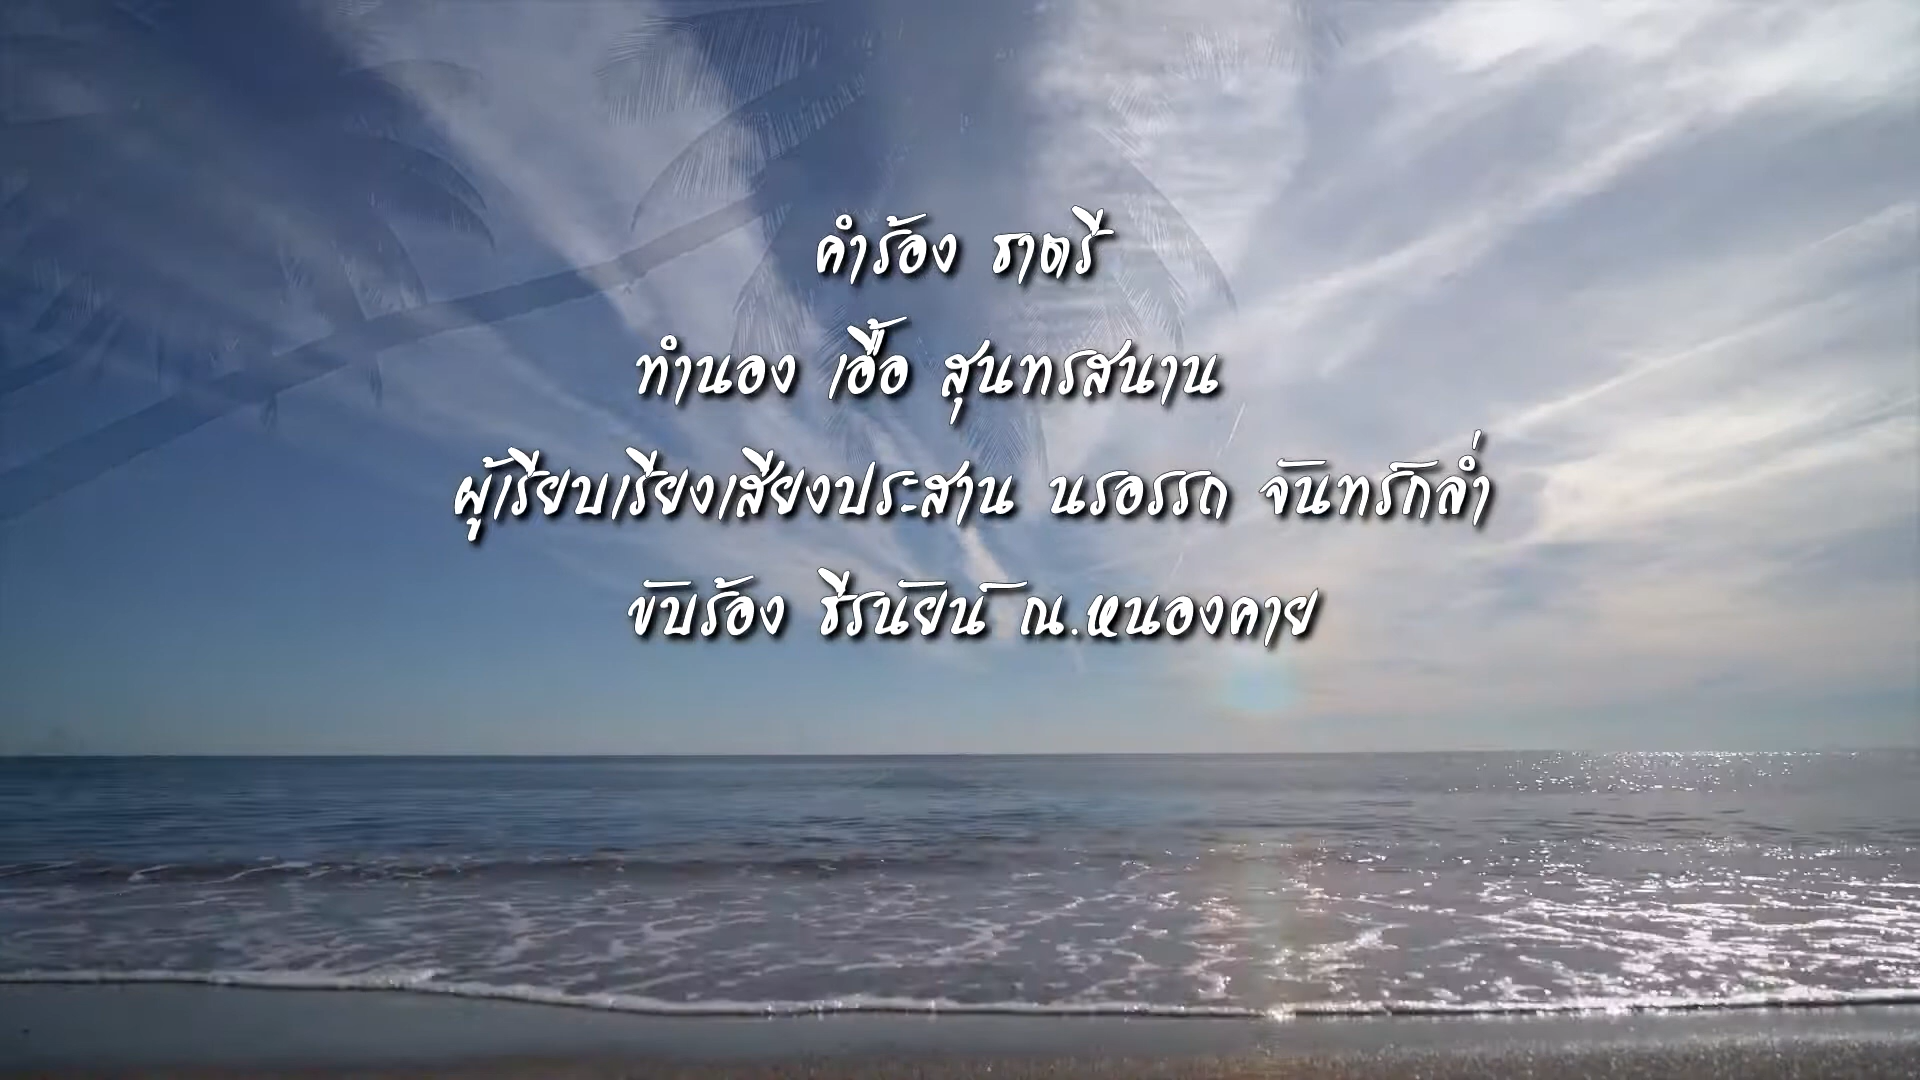 คำร้อง ธาตรี
ทำนอง เอื้อ สุนทรสนาน
ผู้เรียบเรียงเสียงประสาน นรอรรถ จันทร์กล่ำ
ขับร้อง ธีรนัยน์ ณ.หนองคาย